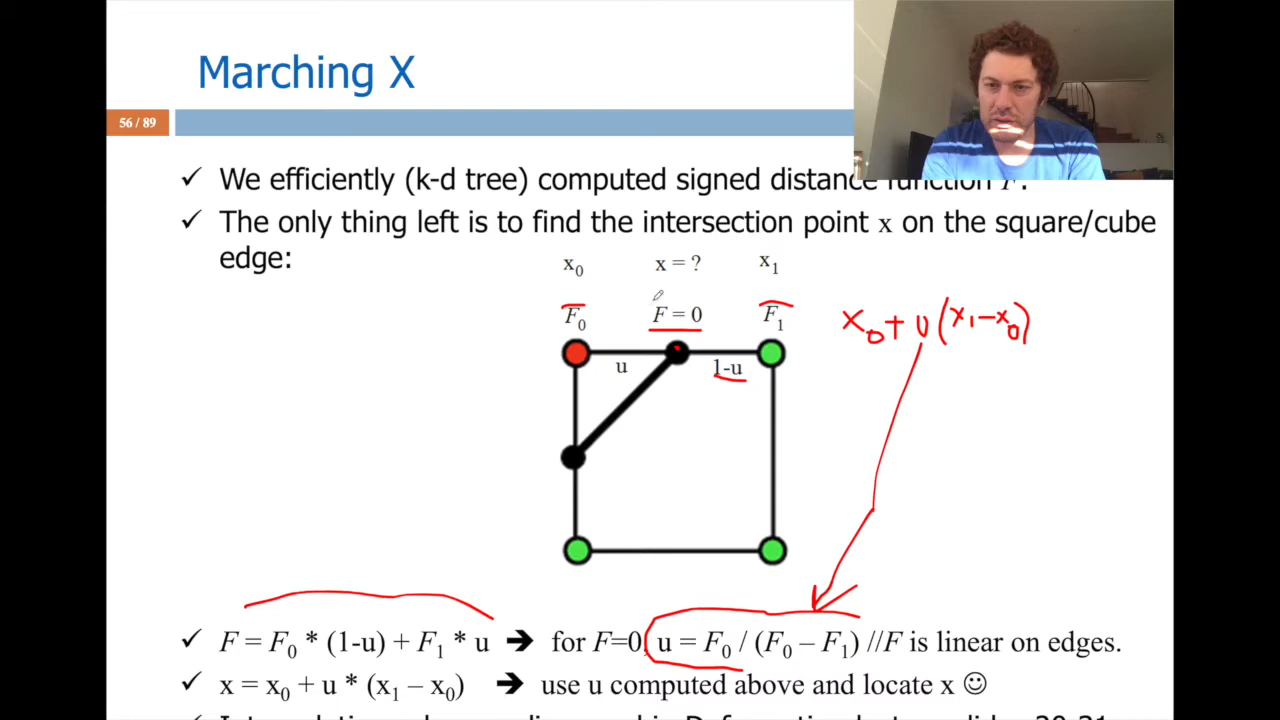 Marching X
56 / 89
✓ We efficiently (k-d tree) computed signed distance function F.
✓ The only thing left is to find the intersection point x on the square/cube
edge:
x₀ x = ? x₁
F₀ F = 0 F₁
x₀ + u (x₁ - x₀)
u 1-u
✓ F = F₀ * (1-u) + F₁ * u → for F=0, u = F₀ / (F₀ – F₁) //F is linear on edges.
✓ x = x₀ + u * (x₁ – x₀) → use u computed above and locate x ☺